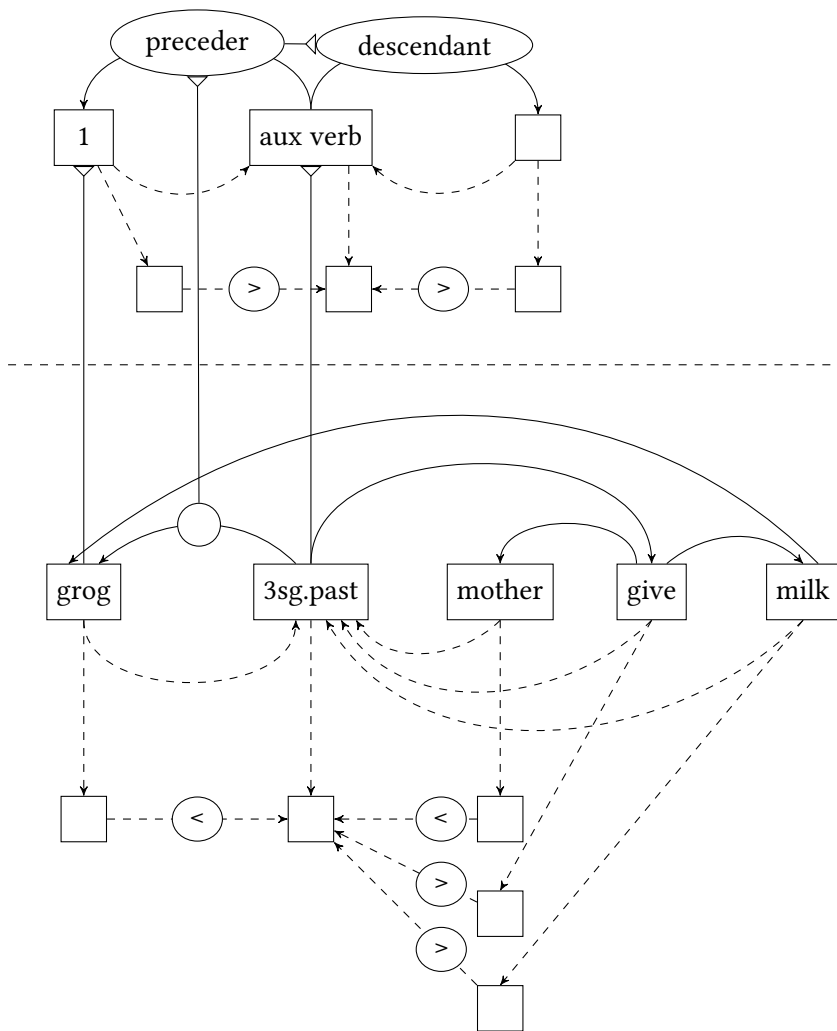 preceder descendant
1 aux verb
> >
grog 3sg.past mother give milk
< <
>
>